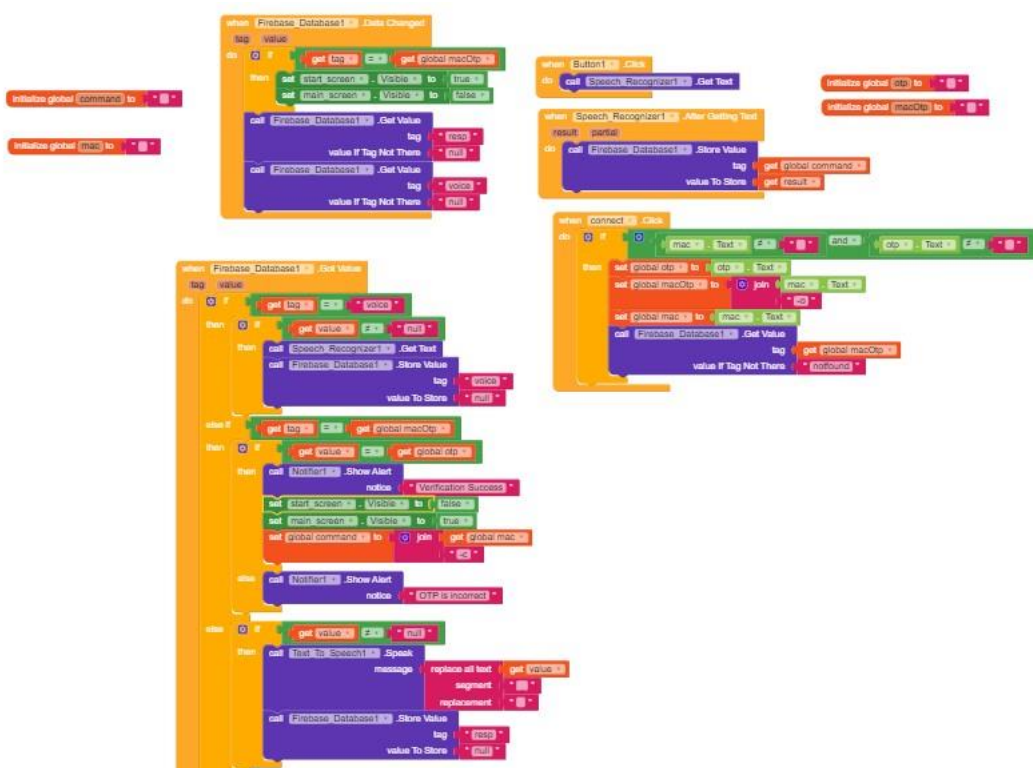 initialize global command to " "
initialize global mac to " "
when Firebase_Database1 .Data Changed
tag value
do if get tag = get global macOtp
then set start_screen . Visible to true
set main_screen . Visible to false
call Firebase_Database1 .Get Value
tag "resp"
value If Tag Not There "null"
call Firebase_Database1 .Get Value
tag "voice"
value If Tag Not There "null"
when Button1 .Click
do call Speech_Recognizer1 .Get Text
when Speech_Recognizer1 .After Getting Text
result partial
do call Firebase_Database1 .Store Value
tag get global command
value To Store get result
initialize global otp to " "
initialize global macOtp to " "
when connect .Click
do if mac . Text ≠ " " and otp . Text ≠ " "
then set global otp to otp . Text
set global macOtp to join mac . Text
set global mac to mac . Text
call Firebase_Database1 .Get Value
tag get global macOtp
value If Tag Not There "notfound"
when Firebase_Database1 .Got Value
tag value
do if get tag = "voice"
then if get value ≠ "null"
then call Speech_Recognizer1 .Get Text
call Firebase_Database1 .Store Value
tag "voice"
value To Store "null"
else if get tag = get global macOtp
then if get value = get global otp
then call Notifier1 .Show Alert
notice "Verification Success"
set start_screen . Visible to false
set main_screen . Visible to true
set global command to join get global mac
"-c"
else call Notifier1 .Show Alert
notice "OTP is incorrect"
else if get value ≠ "null"
then call Text_To_Speech1 .Speak
message replace all text get value
segment " "
replacement " "
call Firebase_Database1 .Store Value
tag "resp"
value To Store "null"